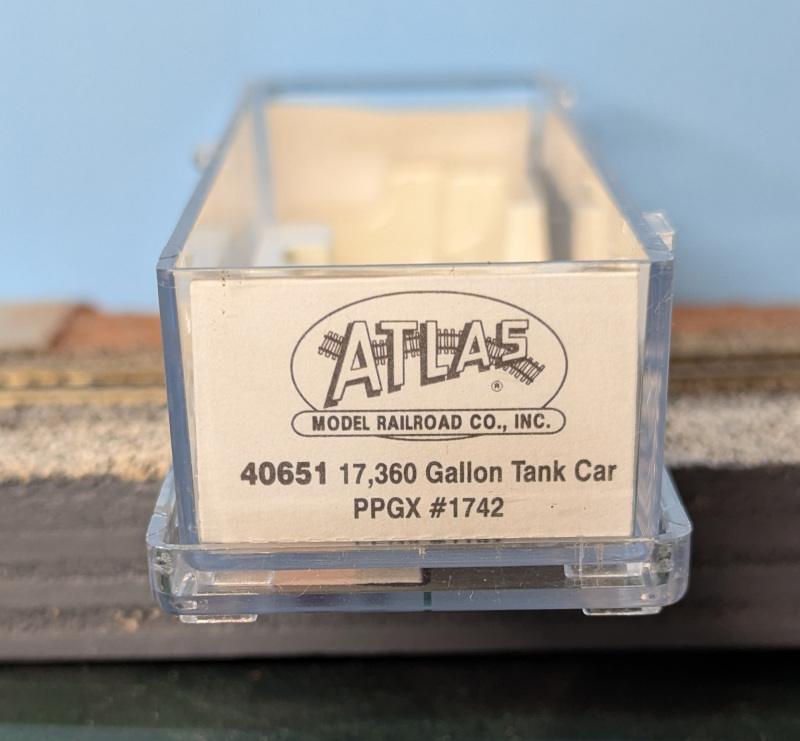 ATLAS
®
MODEL RAILROAD CO., INC.
40651 17,360 Gallon Tank Car
PPGX #1742